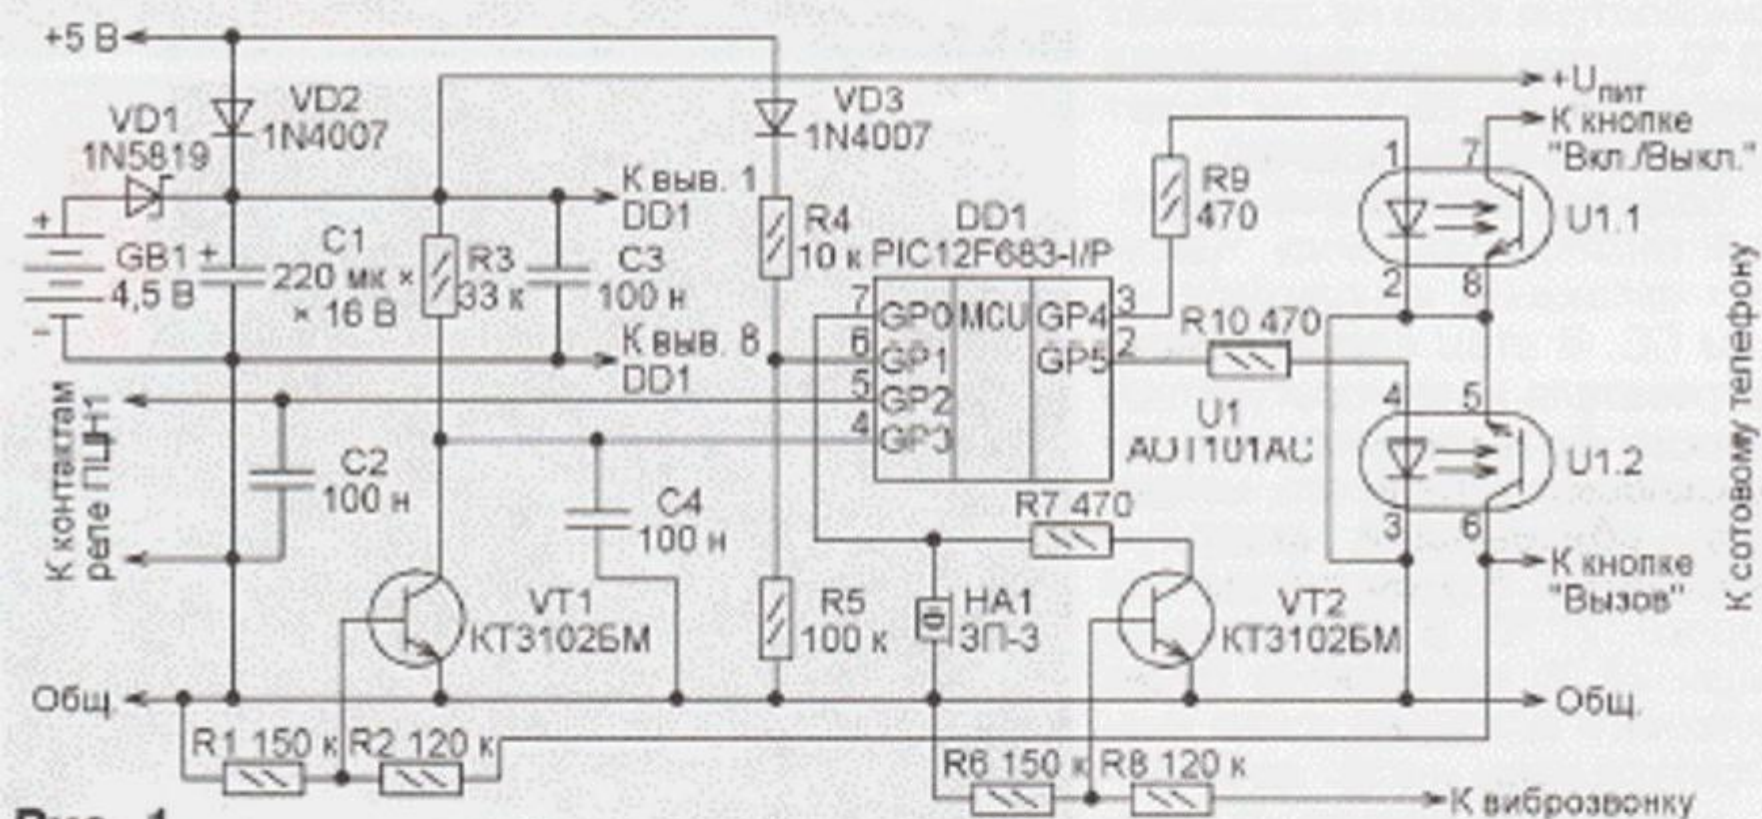 +5 В
+Uпит
К кнопке
"Вкл./Выкл."
VD1
1N5819
VD2
1N4007
VD3
1N4007
К выв. 1
DD1
+
GB1
4,5 В
−
+
C1
220 мк ×
× 16 В
R3
33 к
C3
100 н
R4
10 к
DD1
PIC12F683-I/P
R9
470
1
7
U1.1
2
8
К выв. 8
DD1
7
GP0
MCU
GP4
3
6
GP1
GP5
2
5
GP2
4
GP3
R10 470
U1
4
5
U1.2
3
6
К контактам
реле ПЦН1
C2
100 н
C4
100 н
R7 470
VT1
КТ3102БМ
R5
100 к
HA1
ЗП-3
VT2
КТ3102БМ
К кнопке
"Вызов"
К сотовому телефону
Общ.
Общ.
R1 150 к
R2 120 к
R6 150 к
R8 120 к
К виброзвонку